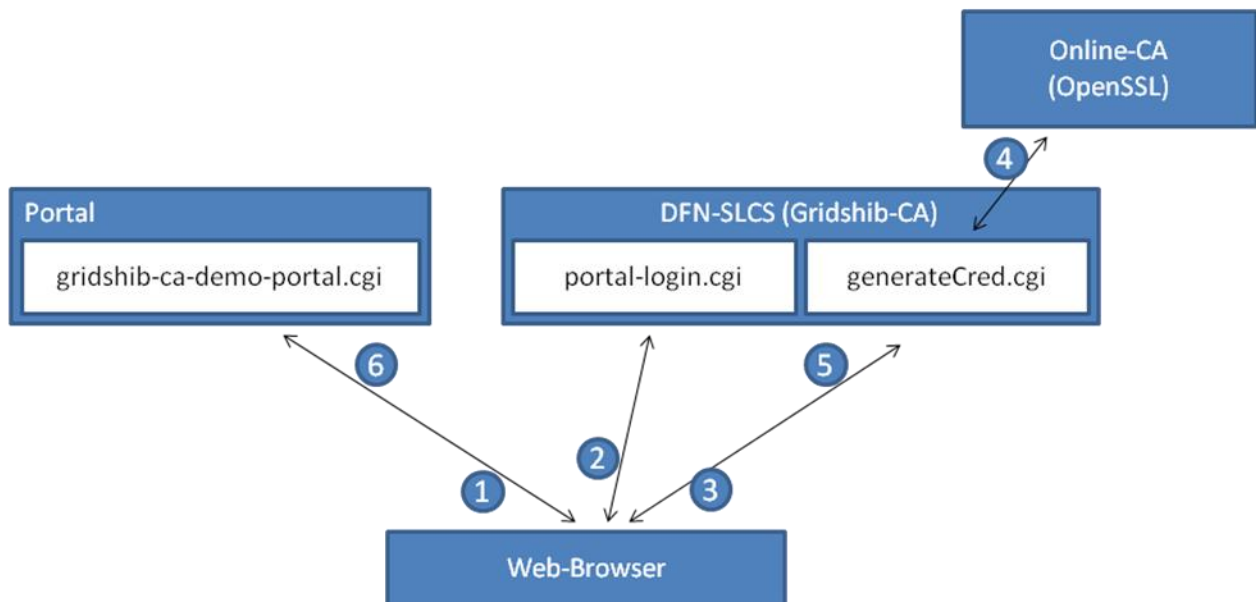 Online-CA
(OpenSSL)
4
Portal
DFN-SLCS (Gridshib-CA)
gridshib-ca-demo-portal.cgi
portal-login.cgi
generateCred.cgi
6
5
2
1
3
Web-Browser